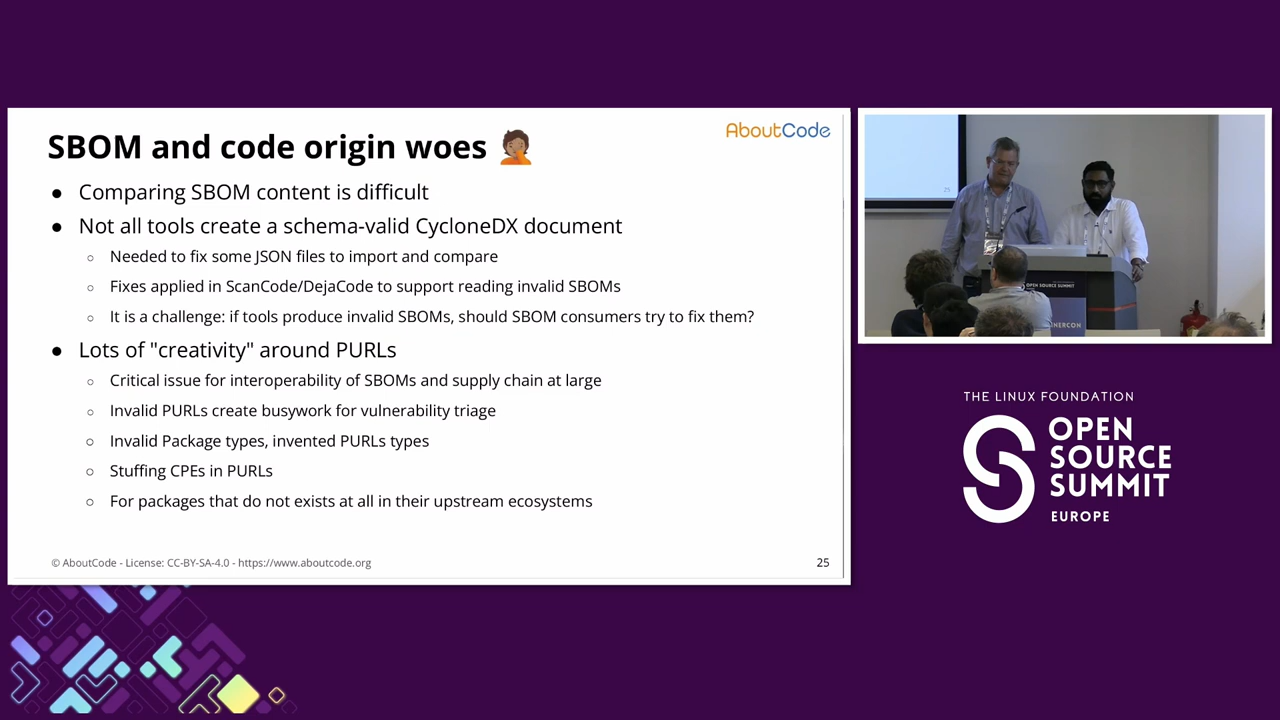 SBOM and code origin woes
AboutCode
● Comparing SBOM content is difficult
● Not all tools create a schema-valid CycloneDX document
○ Needed to fix some JSON files to import and compare
○ Fixes applied in ScanCode/DejaCode to support reading invalid SBOMs
○ It is a challenge: if tools produce invalid SBOMs, should SBOM consumers try to fix them?
● Lots of "creativity" around PURLs
○ Critical issue for interoperability of SBOMs and supply chain at large
○ Invalid PURLs create busywork for vulnerability triage
○ Invalid Package types, invented PURLs types
○ Stuffing CPEs in PURLs
○ For packages that do not exists at all in their upstream ecosystems
© AboutCode - License: CC-BY-SA-4.0 - https://www.aboutcode.org
25
25
OPEN SOURCE SUMMIT
THE LINUX FOUNDATION
OPEN
SOURCE
SUMMIT
EUROPE